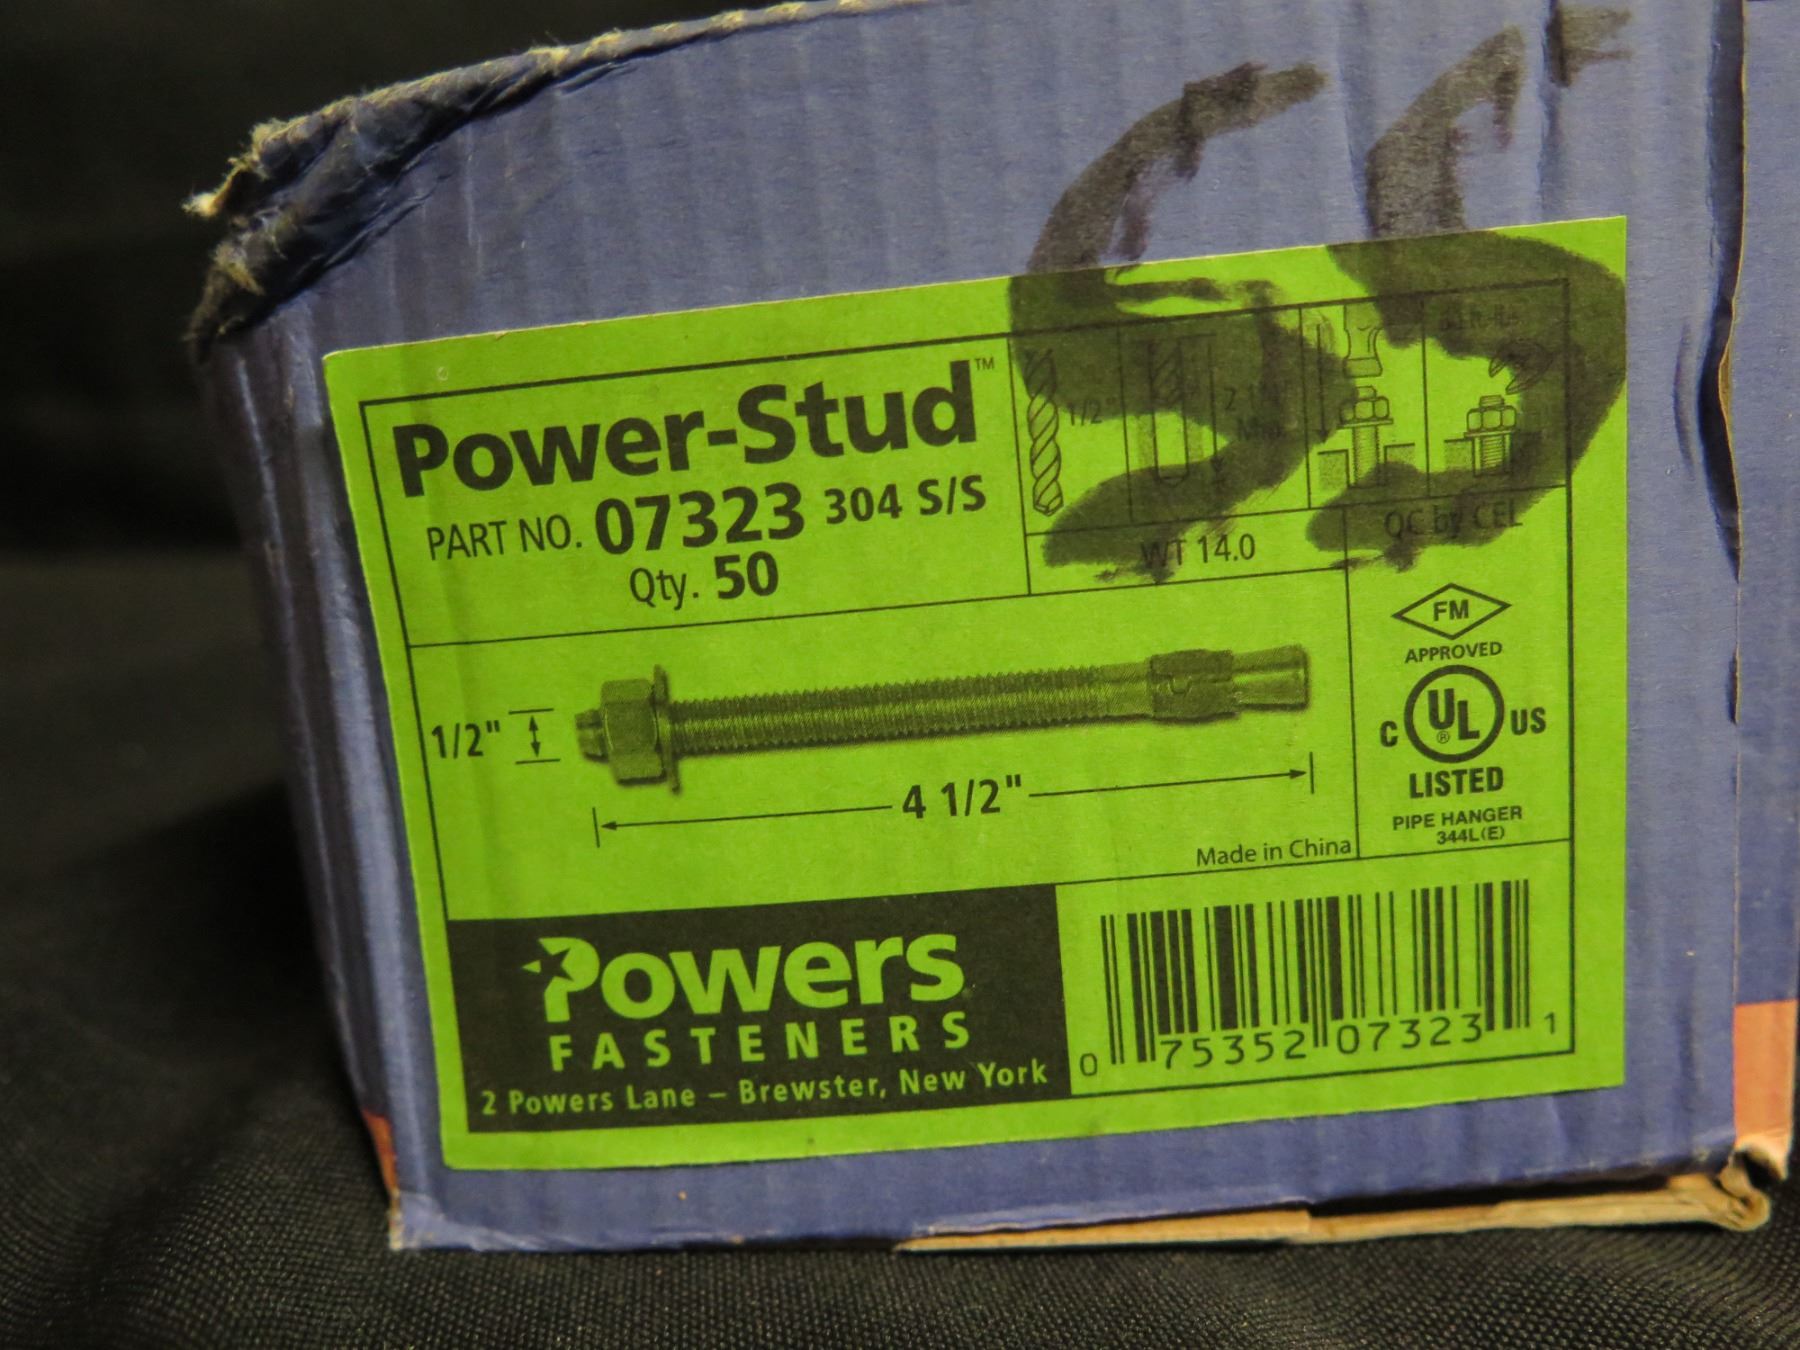 SS
Power-Stud™
PART NO. 07323 304 S/S
Qty. 50
1/2"
2
WT 14.0
QC by CEL
FM
APPROVED
C UL® US
LISTED
PIPE HANGER
344L(E)
1/2"
4 1/2"
Made in China
Powers
FASTENERS
2 Powers Lane – Brewster, New York
0 75352 07323 1